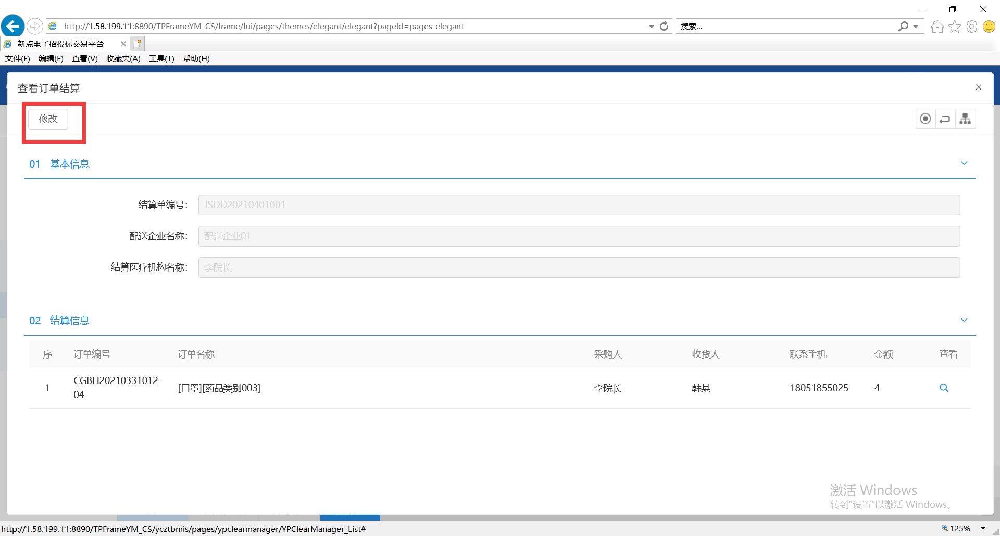 http://1.58.199.11:8890/TPFrameYM_CS/frame/fui/pages/themes/elegant/elegant?pageId=pages-elegant
搜索...
新点电子招投标交易平台
文件(F) 编辑(E) 查看(V) 收藏夹(A) 工具(T) 帮助(H)
查看订单结算
修改
01 基本信息
结算单编号: JSDD20210401001
配送企业名称: 配送企业01
结算医疗机构名称: 李院长
02 结算信息
序 订单编号 订单名称 采购人 收货人 联系手机 金额 查看
1 CGBH20210331012-04 [口罩][药品类别003] 李院长 韩某 18051855025 4
激活 Windows
转到“设置”以激活 Windows。
http://1.58.199.11:8890/TPFrameYM_CS/ycztbmis/pages/ypclearmanager/YPClearManager_List#
125%